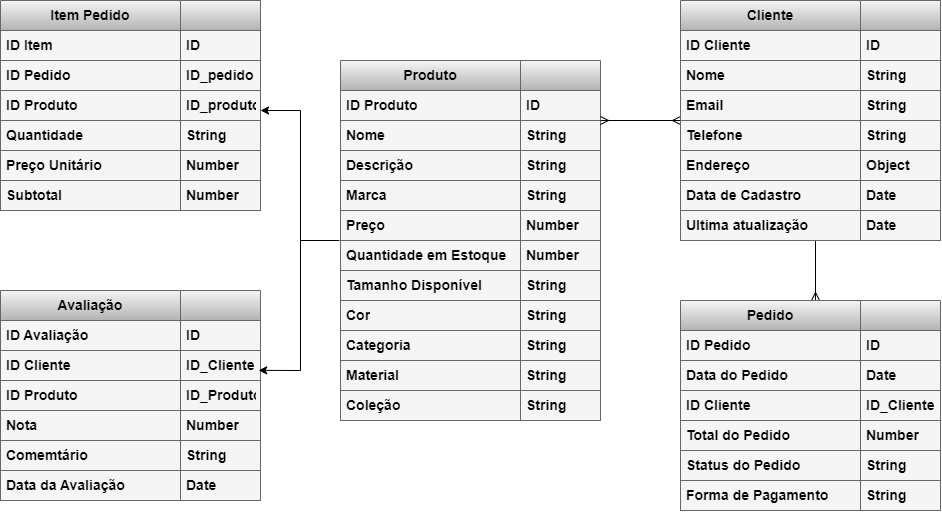 Item Pedido
ID Item ID
ID Pedido ID_pedido
ID Produto ID_produto
Quantidade String
Preço Unitário Number
Subtotal Number
Avaliação
ID Avaliação ID
ID Cliente ID_Cliente
ID Produto ID_Produto
Nota Number
Comemtário String
Data da Avaliação Date
Produto
ID Produto ID
Nome String
Descrição String
Marca String
Preço Number
Quantidade em Estoque Number
Tamanho Disponível String
Cor String
Categoria String
Material String
Coleção String
Cliente
ID Cliente ID
Nome String
Email String
Telefone String
Endereço Object
Data de Cadastro Date
Ultima atualização Date
Pedido
ID Pedido ID
Data do Pedido Date
ID Cliente ID_Cliente
Total do Pedido Number
Status do Pedido String
Forma de Pagamento String